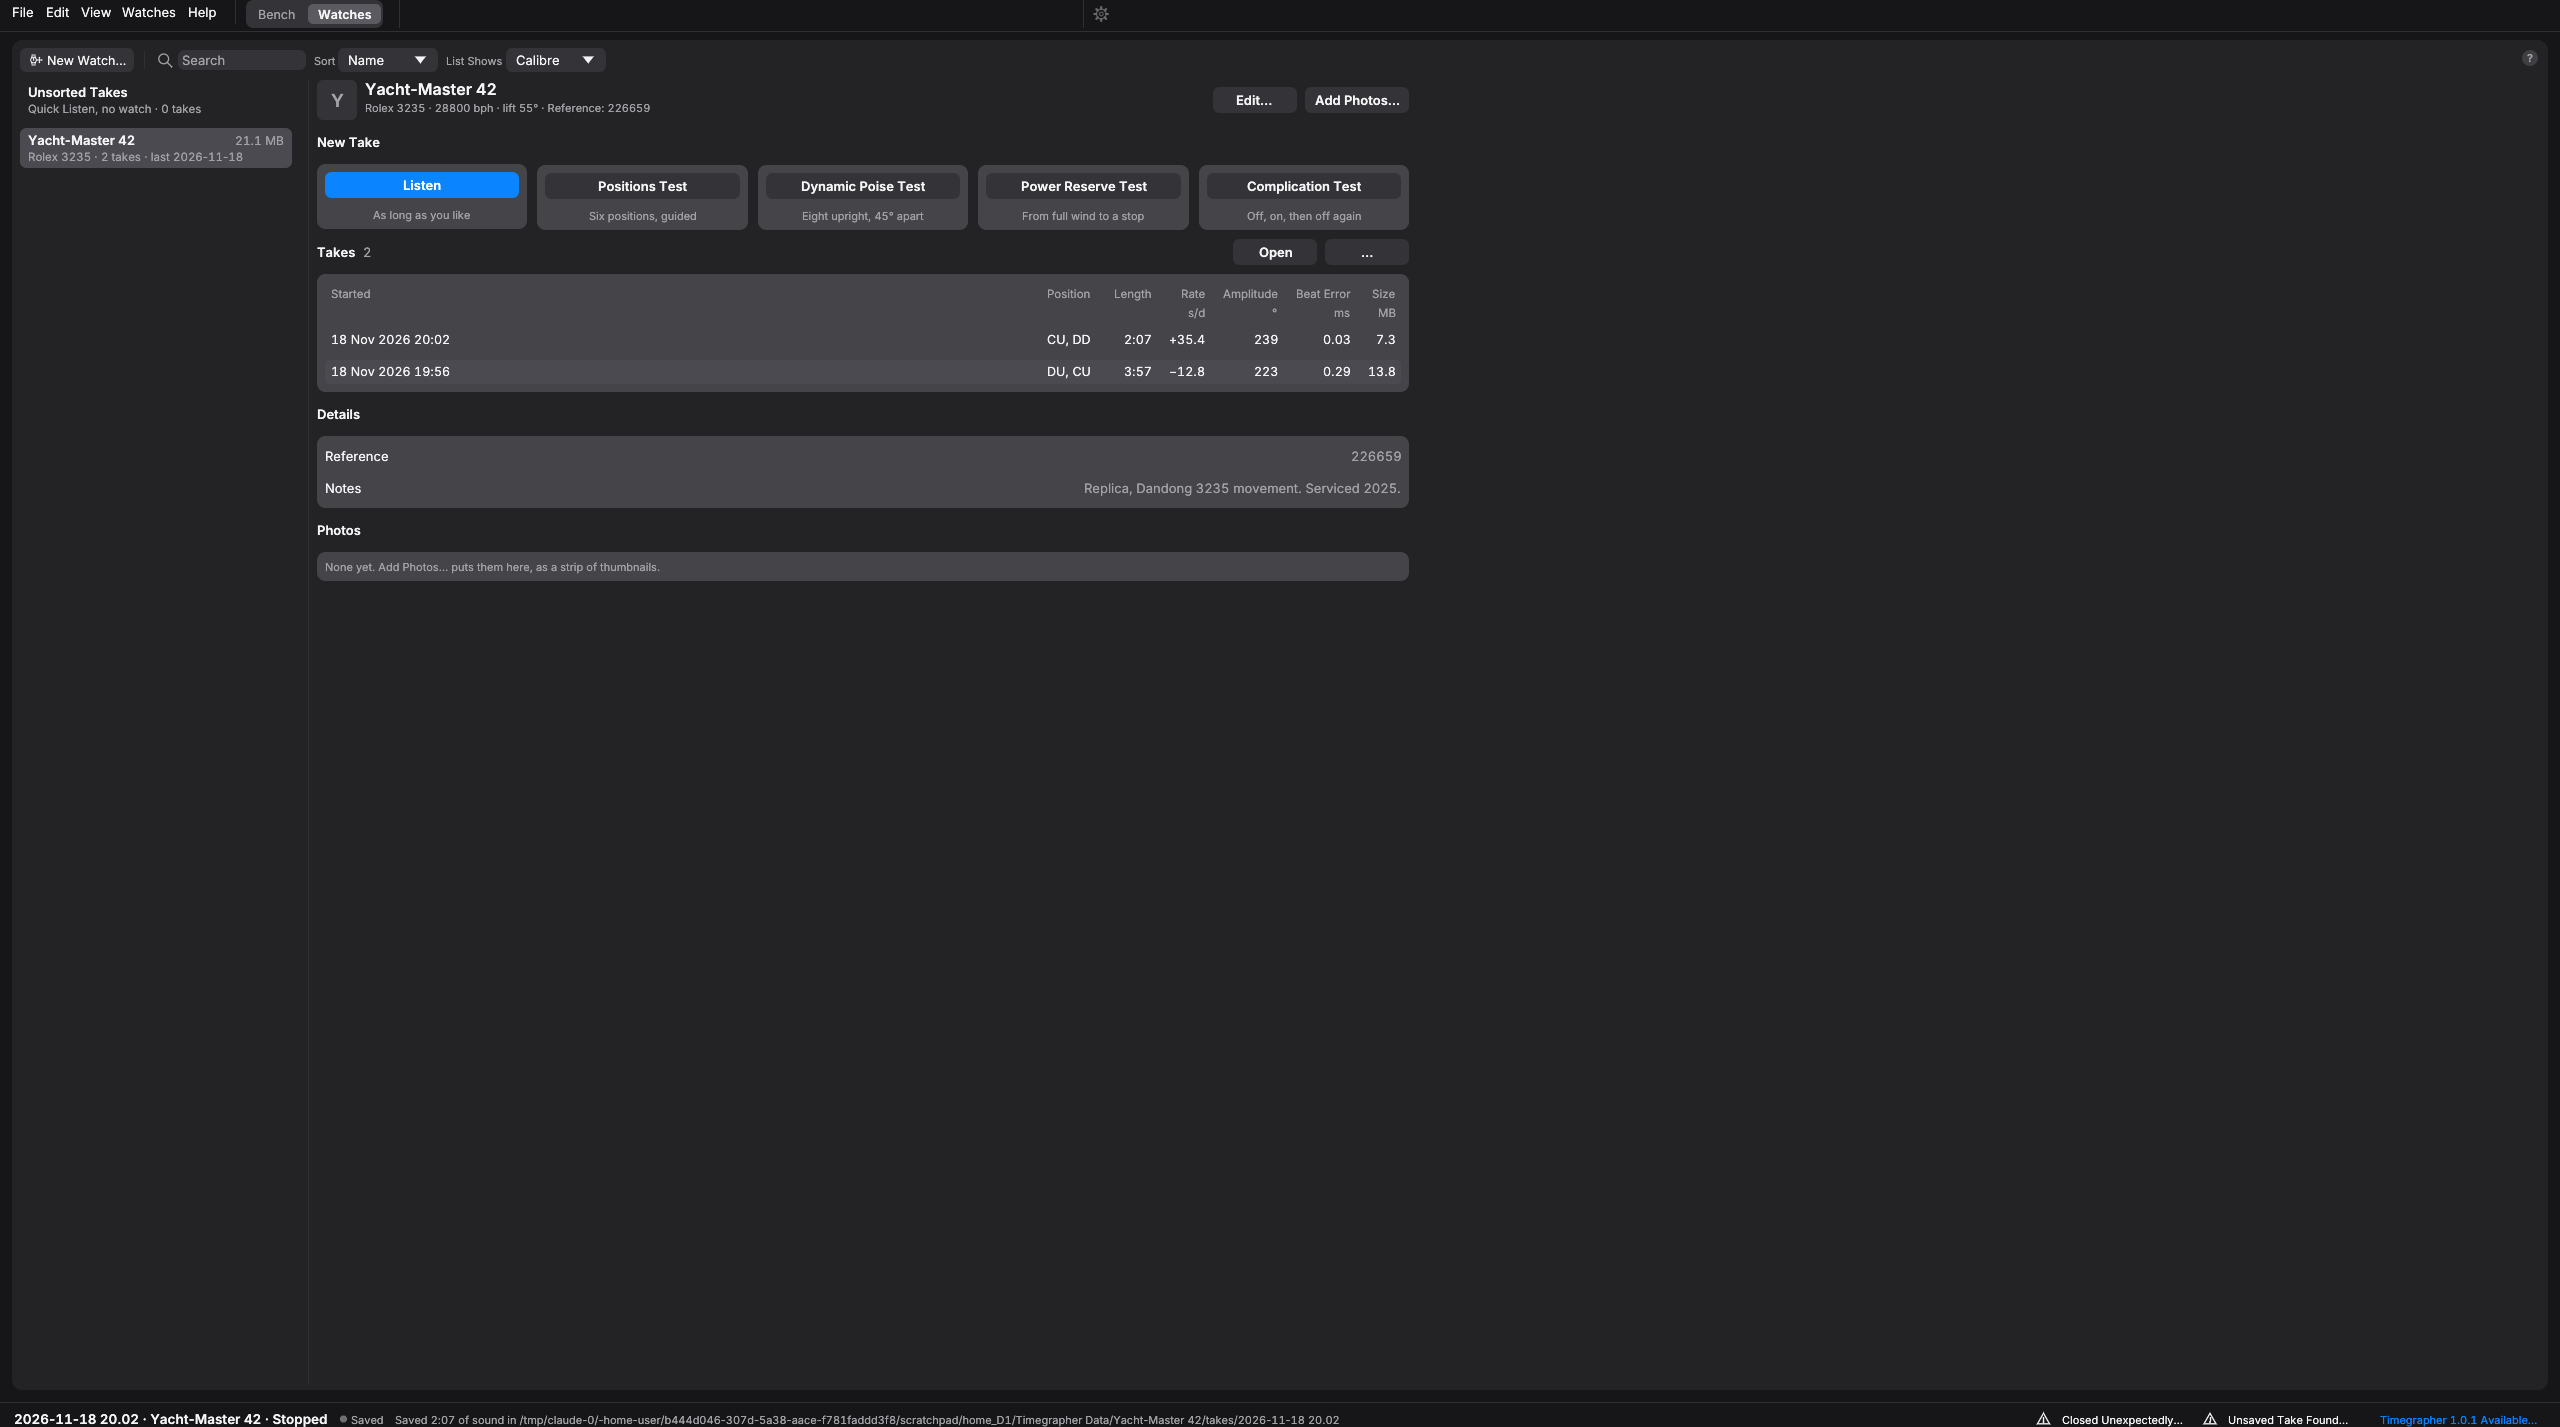 File Edit View Watches Help Bench Watches
New Watch... Search Sort Name List Shows Calibre ?
Unsorted Takes
Quick Listen, no watch · 0 takes
Yacht-Master 42 21.1 MB
Rolex 3235 · 2 takes · last 2026-11-18
Y
Yacht-Master 42
Rolex 3235 · 28800 bph · lift 55° · Reference: 226659
Edit... Add Photos...
New Take
Listen Positions Test Dynamic Poise Test Power Reserve Test Complication Test
As long as you like Six positions, guided Eight upright, 45° apart From full wind to a stop Off, on, then off again
Takes 2 Open ...
Started Position Length Rate Amplitude Beat Error Size
s/d ° ms MB
18 Nov 2026 20:02 CU, DD 2:07 +35.4 239 0.03 7.3
18 Nov 2026 19:56 DU, CU 3:57 −12.8 223 0.29 13.8
Details
Reference 226659
Notes Replica, Dandong 3235 movement. Serviced 2025.
Photos
None yet. Add Photos... puts them here, as a strip of thumbnails.
2026-11-18 20.02 · Yacht-Master 42 · Stopped Saved Saved 2:07 of sound in /tmp/claude-0/-home-user/b444d046-307d-5a38-aace-f781faddd3f8/scratchpad/home_D1/Timegrapher Data/Yacht-Master 42/takes/2026-11-18 20.02 Closed Unexpectedly... Unsaved Take Found... Timegrapher 1.0.1 Available...